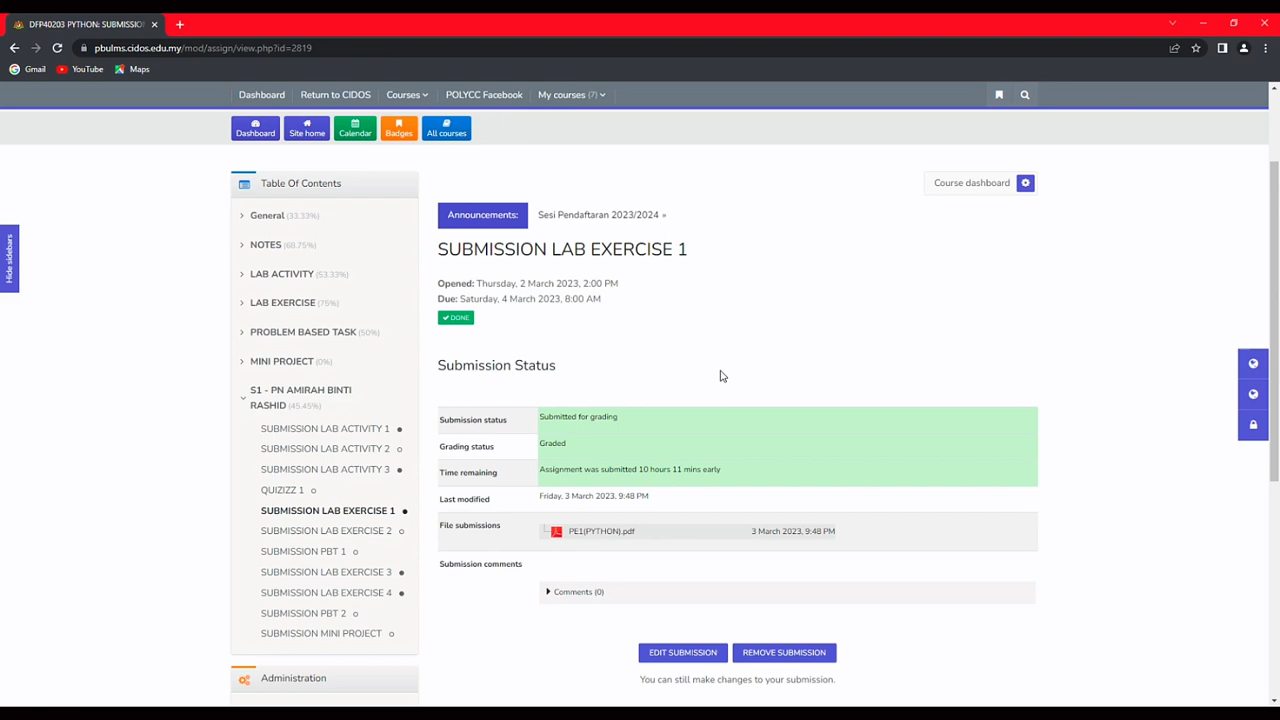 DFP40203 PYTHON: SUBMISSION
pbulms.cidos.edu.my/mod/assign/view.php?id=2819
Gmail YouTube Maps
Dashboard Return to CIDOS Courses POLYCC Facebook My courses (7)
Dashboard Site home Calendar Badges All courses
Hide sidebars
Table Of Contents
General (33.33%)
NOTES (68.75%)
LAB ACTIVITY (53.33%)
LAB EXERCISE (75%)
PROBLEM BASED TASK (50%)
MINI PROJECT (0%)
S1 - PN AMIRAH BINTI
RASHID (45.45%)
SUBMISSION LAB ACTIVITY 1
SUBMISSION LAB ACTIVITY 2
SUBMISSION LAB ACTIVITY 3
QUIZIZZ 1
SUBMISSION LAB EXERCISE 1
SUBMISSION LAB EXERCISE 2
SUBMISSION PBT 1
SUBMISSION LAB EXERCISE 3
SUBMISSION LAB EXERCISE 4
SUBMISSION PBT 2
SUBMISSION MINI PROJECT
Administration
Course dashboard
Announcements: Sesi Pendaftaran 2023/2024 »
SUBMISSION LAB EXERCISE 1
Opened: Thursday, 2 March 2023, 2:00 PM
Due: Saturday, 4 March 2023, 8:00 AM
DONE
Submission Status
Submission status Submitted for grading
Grading status Graded
Time remaining Assignment was submitted 10 hours 11 mins early
Last modified Friday, 3 March 2023, 9:48 PM
File submissions PE1(PYTHON).pdf 3 March 2023, 9:48 PM
Submission comments
Comments (0)
EDIT SUBMISSION REMOVE SUBMISSION
You can still make changes to your submission.